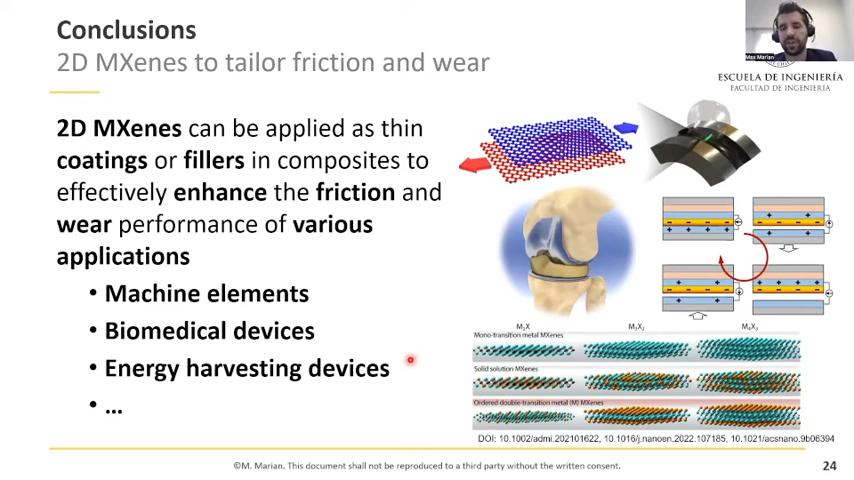 Conclusions
2D MXenes to tailor friction and wear
Max Marian
ESCUELA DE INGENIERÍA
FACULTAD DE INGENIERÍA
2D MXenes can be applied as thin
coatings or fillers in composites to
effectively enhance the friction and
wear performance of various
applications
• Machine elements
• Biomedical devices
• Energy harvesting devices
• ...
M₂X M₃X₂ M₄X₃
Mono-transition metal MXenes
Solid solution MXenes
Ordered double-transition metal (M) MXenes
DOI: 10.1002/admi.202101622, 10.1016/j.nanoen.2022.107185, 10.1021/acsnano.9b06394
©M. Marian. This document shall not be reproduced to a third party without the written consent.
24